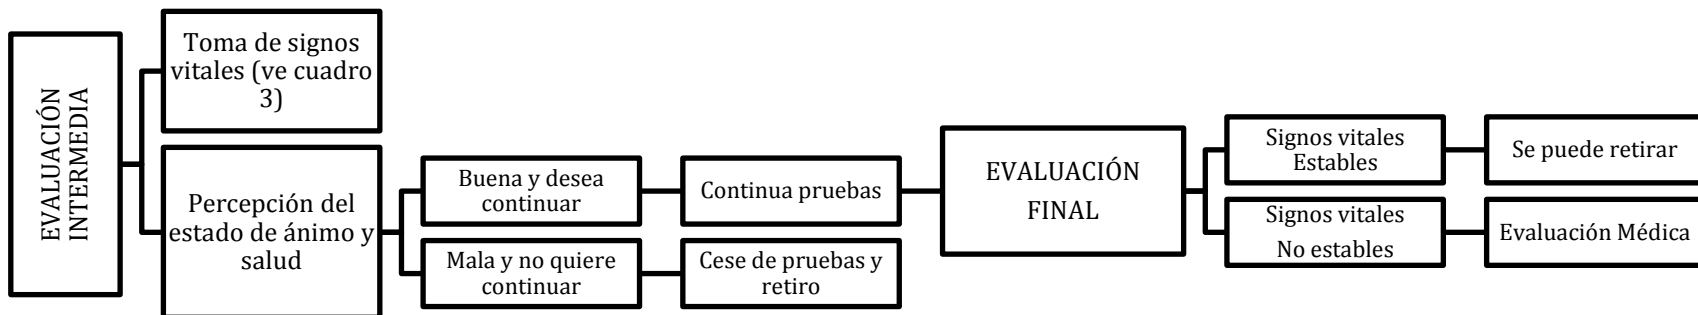 EVALUACIÓN
INTERMEDIA
Toma de signos
vitales (ve cuadro
3)
Percepción del
estado de ánimo y
salud
Buena y desea
continuar
Mala y no quiere
continuar
Continua pruebas
Cese de pruebas y
retiro
EVALUACIÓN
FINAL
Signos vitales
Estables
Signos vitales
No estables
Se puede retirar
Evaluación Médica